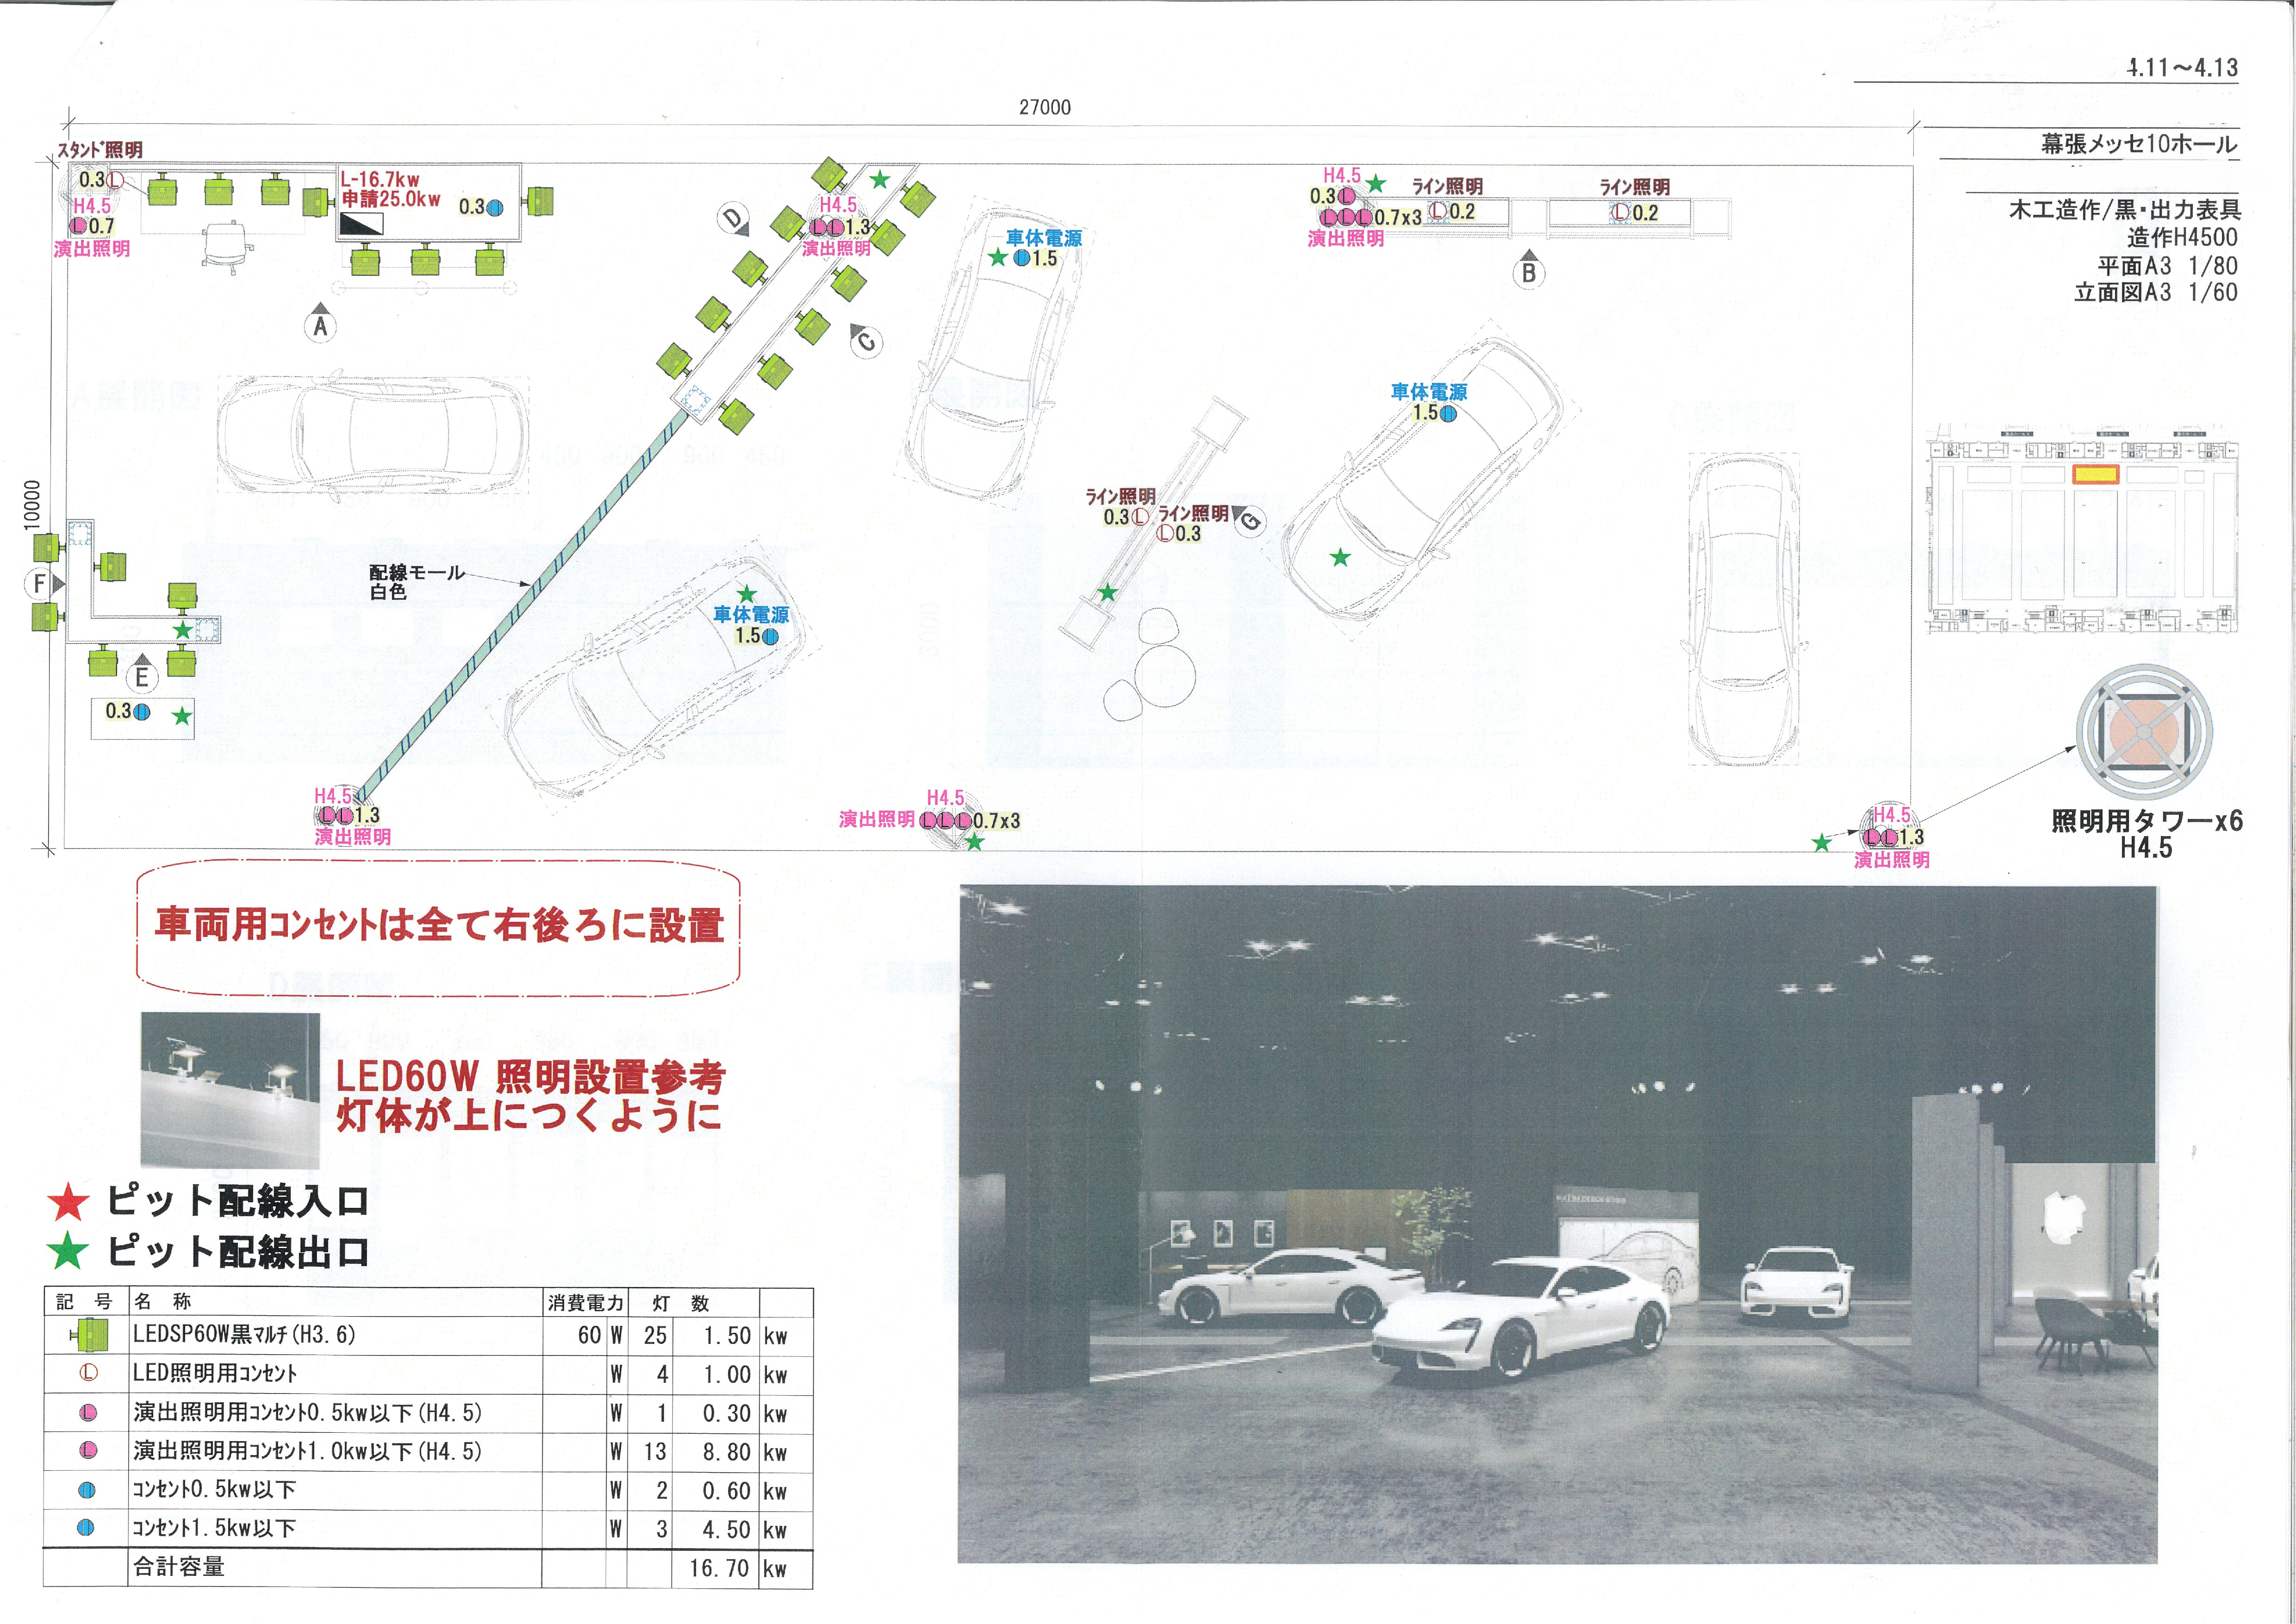 4.11～4.13
27000
幕張メッセ10ホール
木工造作/黒・出力表具
造作H4500
平面A3 1/80
立面図A3 1/60
スタンド照明
0.3 L
H4.5
L 0.7
演出照明
L-16.7kw
申請25.0kw
0.3
H4.5
L L 1.3
演出照明
D
C
A
車体電源
1.5
H4.5
0.3 L
L L L 0.7x3
演出照明
ライン照明
L 0.2
ライン照明
L 0.2
B
車体電源
1.5
10000
ライン照明
0.3 L
ライン照明
L 0.3
G
F
配線モール
白色
車体電源
1.5
E
0.3
H4.5
L L 1.3
演出照明
H4.5
演出照明 L L L 0.7x3
H4.5
L L 1.3
演出照明
照明用タワーx6
H4.5
車両用コンセントは全て右後ろに設置
LED60W 照明設置参考
灯体が上につくように
★ ピット配線入口
★ ピット配線出口
記 号 名 称 消費電力 灯 数
LEDSP60W黒マルチ(H3.6) 60 W 25 1.50 kw
L LED照明用コンセント W 4 1.00 kw
L 演出照明用コンセント0.5kw以下(H4.5) W 1 0.30 kw
L 演出照明用コンセント1.0kw以下(H4.5) W 13 8.80 kw
コンセント0.5kw以下 W 2 0.60 kw
コンセント1.5kw以下 W 3 4.50 kw
合計容量 16.70 kw